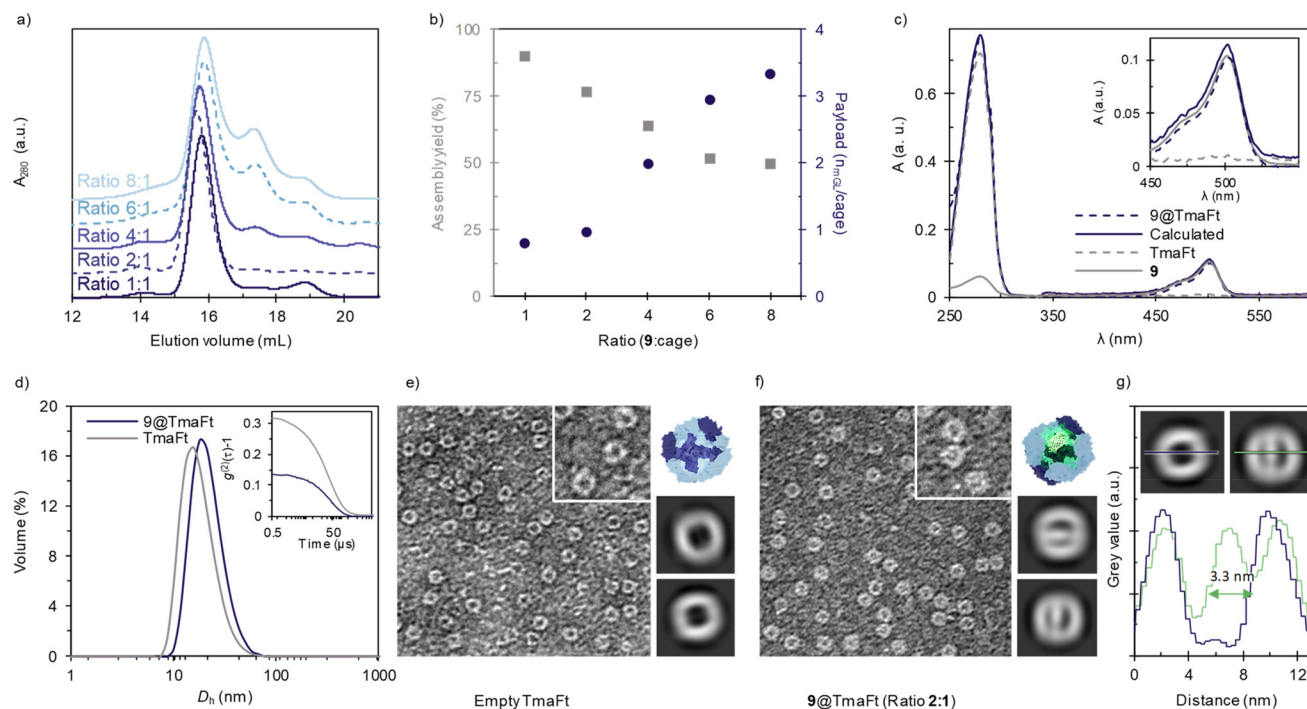 a)
A280 (a.u.)
Ratio 8:1
Ratio 6:1
Ratio 4:1
Ratio 2:1
Ratio 1:1
12 14 16 18 20
Elution volume (mL)
b)
Assembly yield (%)
100
75
50
25
0
1 2 4 6 8
Ratio (9:cage)
4
3
2
1
0
Payload (nmGL/cage)
c)
A (a. u.)
0.8
0.6
0.4
0.2
0
250 350 450 550
λ (nm)
A (a.u.)
0.1
0.05
0
450 500
λ (nm)
9@TmaFt
Calculated
TmaFt
9
d)
Volume (%)
20
16
12
8
4
0
1 10 10 100 1000
Dh (nm)
9@TmaFt
TmaFt
g(2)(τ)-1
0.3
0.2
0.1
0
0.5 50
Time (µs)
e)
Empty TmaFt
f)
9@TmaFt (Ratio 2:1)
g)
Grey value (a.u.)
3.3 nm
0 4 8 12
Distance (nm)